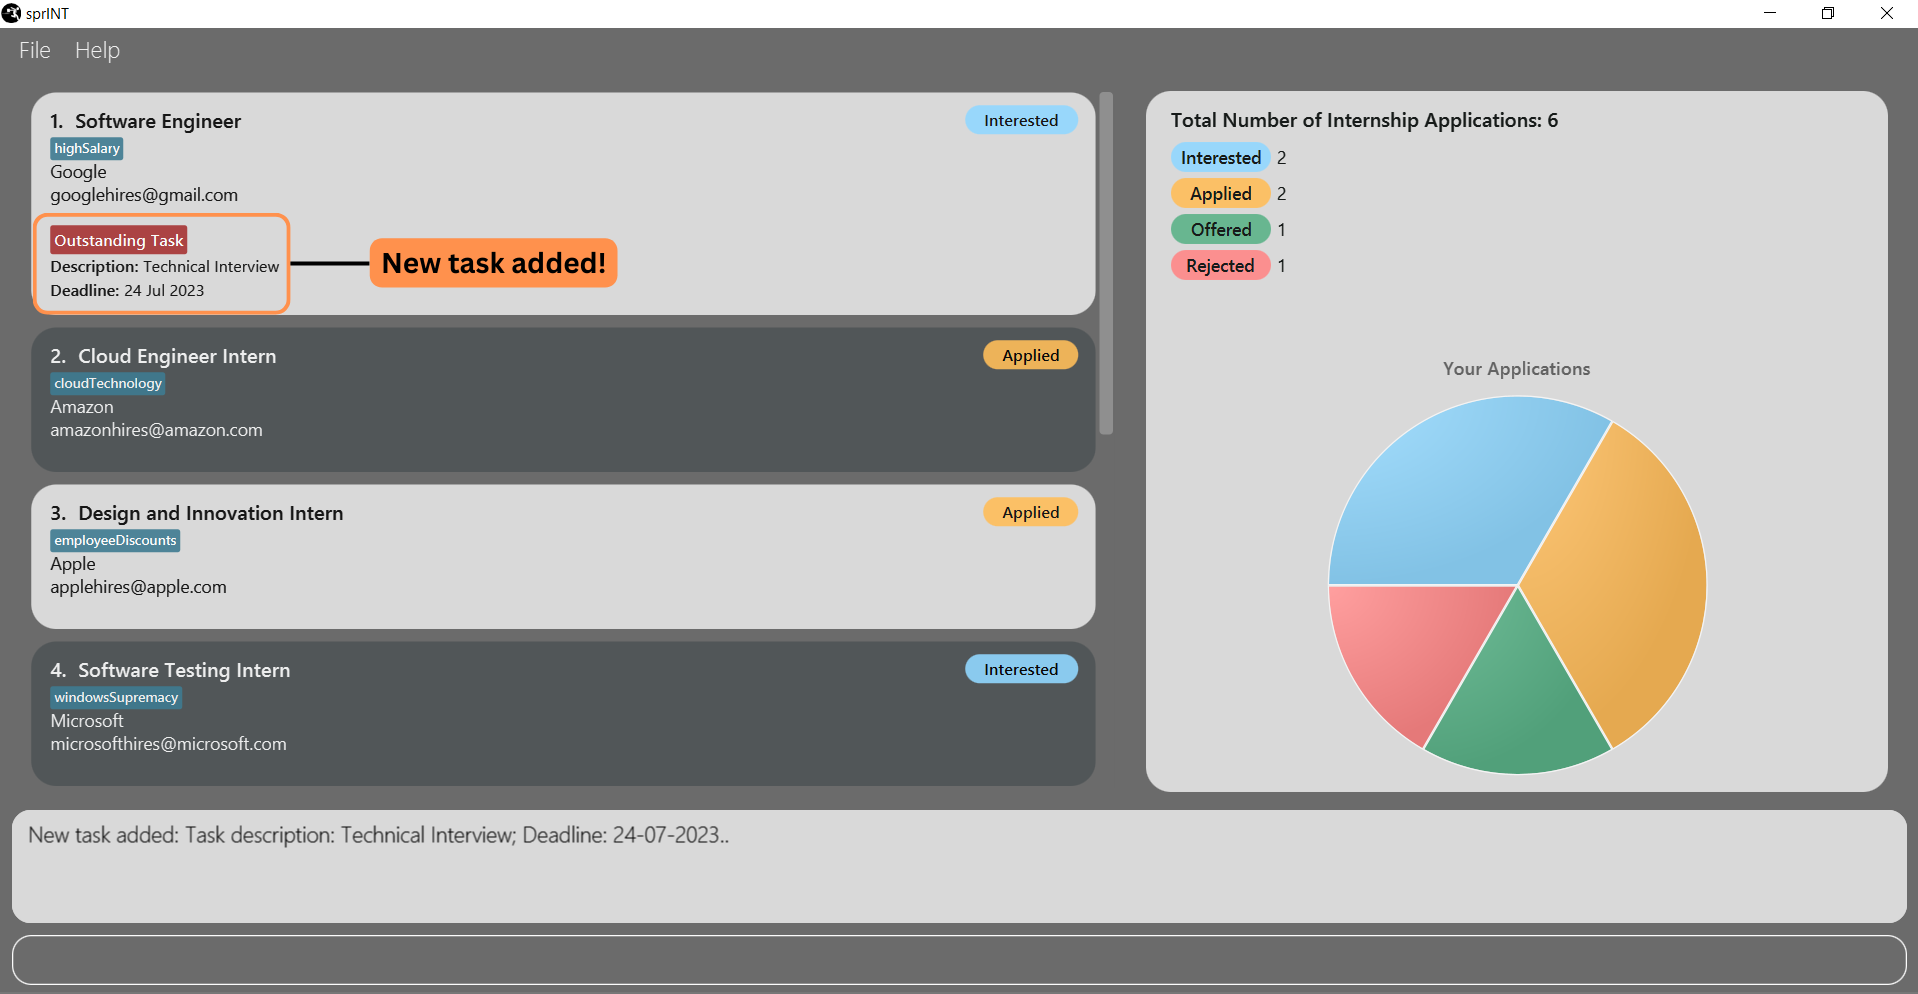 sprINT
File Help
1. Software Engineer
Interested
highSalary
Google
googlehires@gmail.com
Outstanding Task
Description: Technical Interview
Deadline: 24 Jul 2023
New task added!
2. Cloud Engineer Intern
Applied
cloudTechnology
Amazon
amazonhires@amazon.com
3. Design and Innovation Intern
Applied
employeeDiscounts
Apple
applehires@apple.com
4. Software Testing Intern
Interested
windowsSupremacy
Microsoft
microsofthires@microsoft.com
Total Number of Internship Applications: 6
Interested 2
Applied 2
Offered 1
Rejected 1
Your Applications
New task added: Task description: Technical Interview; Deadline: 24-07-2023..